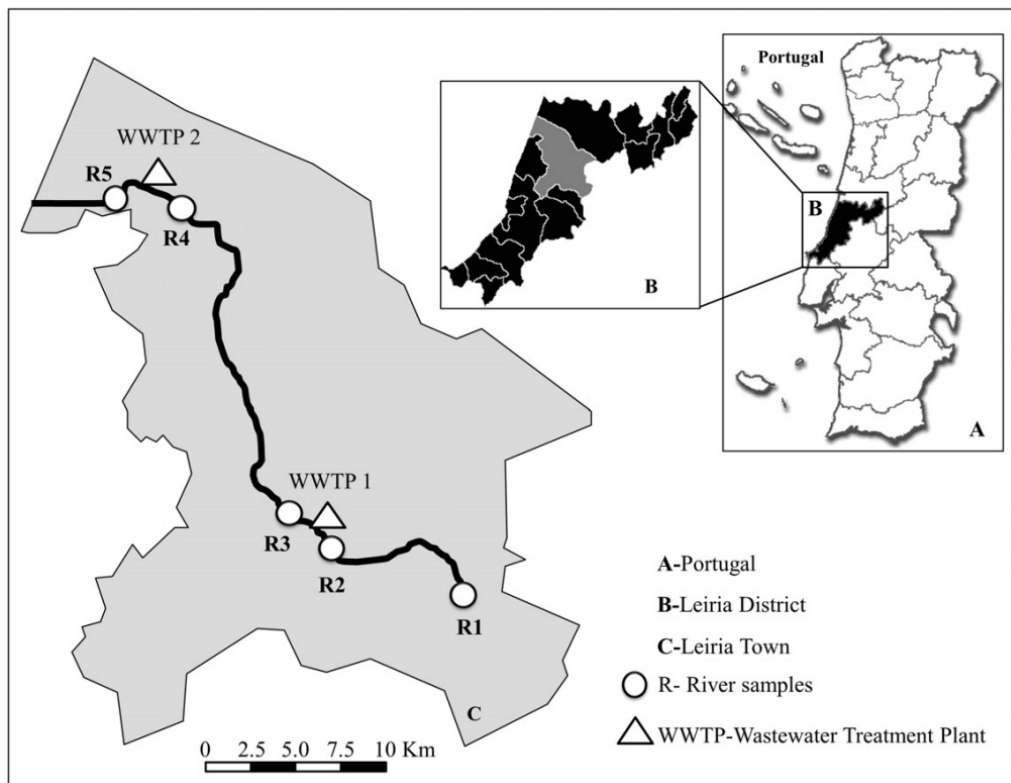 Portugal
WWTP 2
R5
R4
B
B
A
WWTP 1
R3
R2
R1
A-Portugal
B-Leiria District
C-Leiria Town
R- River samples
WWTP-Wastewater Treatment Plant
C
0 2.5 5.0 7.5 10 Km